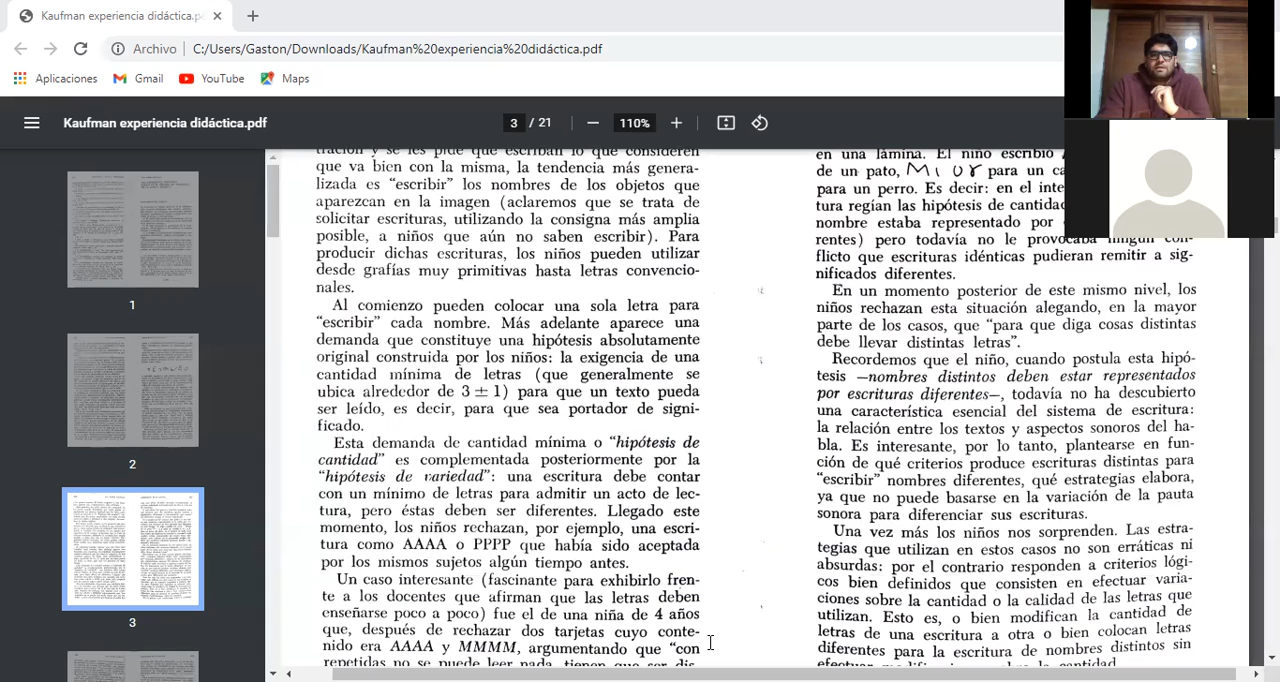 Kaufman experiencia didáctica.p
Archivo
C:/Users/Gaston/Downloads/Kaufman%20experiencia%20didáctica.pdf
Aplicaciones
Gmail
YouTube
Maps
Kaufman experiencia didáctica.pdf
3 / 21
110%
1
2
3
tración y se les pide que escriban lo que consideren
que va bien con la misma, la tendencia más genera-
lizada es "escribir" los nombres de los objetos que
aparezcan en la imagen (aclaremos que se trata de
solicitar escrituras, utilizando la consigna más amplia
posible, a niños que aún no saben escribir). Para
producir dichas escrituras, los niños pueden utilizar
desde grafías muy primitivas hasta letras convencio-
nales.
Al comienzo pueden colocar una sola letra para
"escribir" cada nombre. Más adelante aparece una
demanda que constituye una hipótesis absolutamente
original construida por los niños: la exigencia de una
cantidad mínima de letras (que generalmente se
ubica alrededor de 3 ± 1) para que un texto pueda
ser leído, es decir, para que sea portador de signi-
ficado.
Esta demanda de cantidad mínima o "hipótesis de
cantidad" es complementada posteriormente por la
"hipótesis de variedad": una escritura debe contar
con un mínimo de letras para admitir un acto de lec-
tura, pero éstas deben ser diferentes. Llegado este
momento, los niños rechazan, por ejemplo, una escri-
tura como AAAA o PPPP que había sido aceptada
por los mismos sujetos algún tiempo antes.
Un caso interesante (fascinante para exhibirlo fren-
te a los docentes que afirman que las letras deben
enseñarse poco a poco) fue el de una niña de 4 años
que, después de rechazar dos tarjetas cuyo conte-
nido era AAAA y MMMM, argumentando que "con
repetidas no se puede leer nada, tienen que ser dis-
en una lámina. El niño escribió
de un pato, para un
para un perro. Es decir: en el
tura regían las hipótesis de
nombre estaba representado por
rentes) pero todavía no le provocaba ningún con-
flicto que escrituras idénticas pudieran remitir a sig-
nificados diferentes.
En un momento posterior de este mismo nivel, los
niños rechazan esta situación alegando, en la mayor
parte de los casos, que "para que diga cosas distintas
debe llevar distintas letras".
Recordemos que el niño, cuando postula esta hipó-
tesis —nombres distintos deben estar representados
por escrituras diferentes—, todavía no ha descubierto
una característica esencial del sistema de escritura:
la relación entre los textos y aspectos sonoros del ha-
bla. Es interesante, por lo tanto, plantearse en fun-
ción de qué criterios produce escrituras distintas para
"escribir" nombres diferentes, qué estrategias elabora,
ya que no puede basarse en la variación de la pauta
sonora para diferenciar sus escrituras.
Una vez más los niños nos sorprenden. Las estra-
tegias que utilizan en estos casos no son erráticas ni
absurdas, por el contrario responden a criterios lógi-
cos bien definidos que consisten en efectuar varia-
ciones sobre la cantidad o la calidad de las letras que
utilizan. Esto es, o bien modifican la cantidad de
letras de una escritura a otra o bien colocan letras
diferentes para la escritura de nombres distintos sin
cantidad.